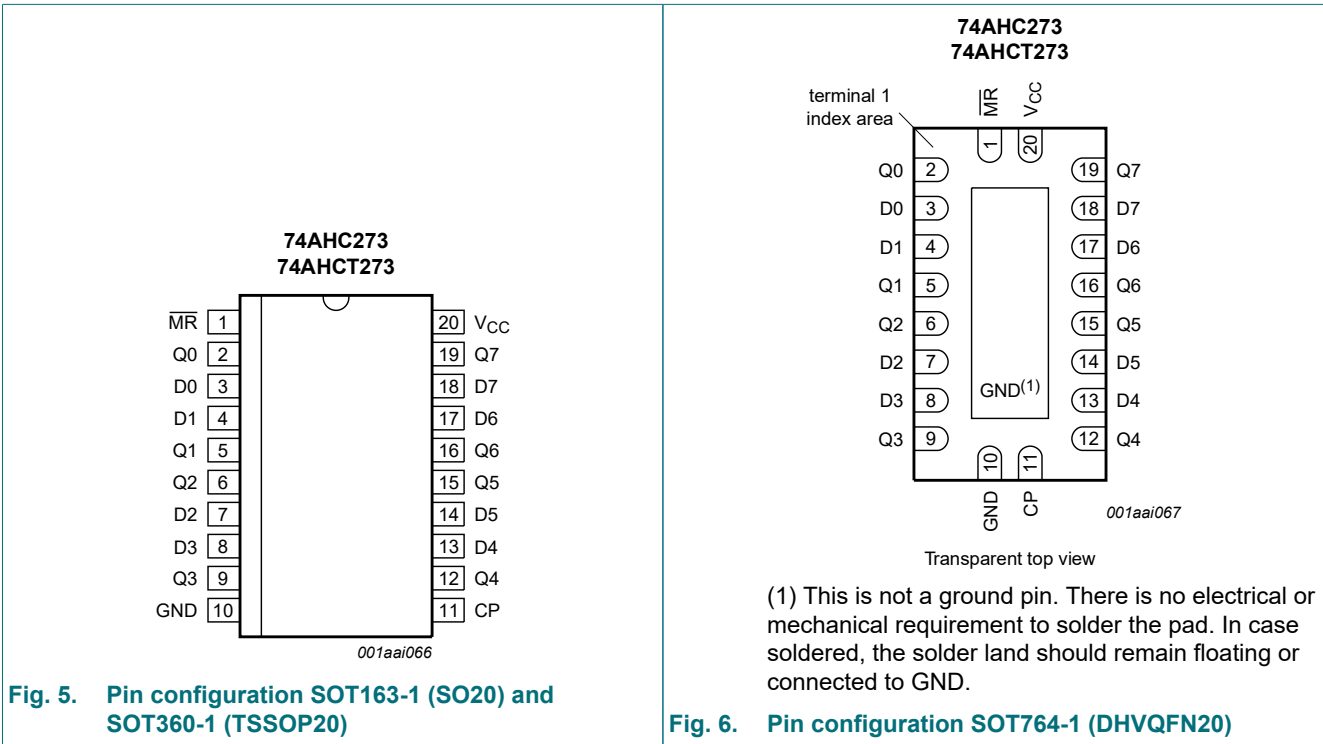 74AHC273
74AHCT273
MR 1
Q0 2
D0 3
D1 4
Q1 5
Q2 6
D2 7
D3 8
Q3 9
GND 10
20 VCC
19 Q7
18 D7
17 D6
16 Q6
15 Q5
14 D5
13 D4
12 Q4
11 CP
001aai066
Fig. 5. Pin configuration SOT163-1 (SO20) and
SOT360-1 (TSSOP20)
74AHC273
74AHCT273
terminal 1
index area
MR
VCC
1
20
Q0 2
D0 3
D1 4
Q1 5
Q2 6
D2 7
D3 8
Q3 9
19 Q7
18 D7
17 D6
16 Q6
15 Q5
14 D5
13 D4
12 Q4
GND(1)
10
11
GND
CP
001aai067
Transparent top view
(1) This is not a ground pin. There is no electrical or
mechanical requirement to solder the pad. In case
soldered, the solder land should remain floating or
connected to GND.
Fig. 6. Pin configuration SOT764-1 (DHVQFN20)